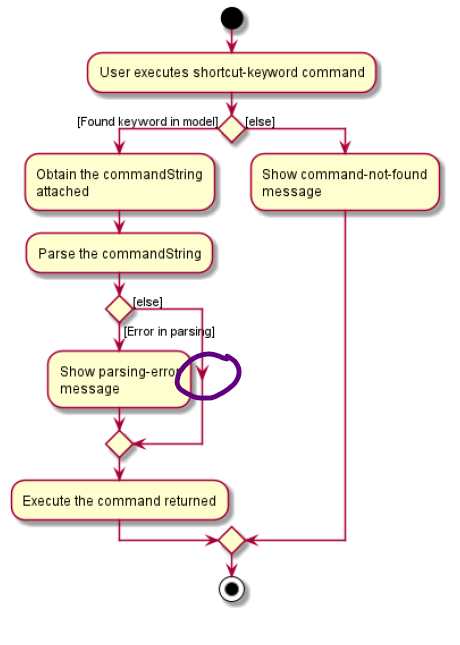 User executes shortcut-keyword command
[Found keyword in model]
[else]
Obtain the commandString
attached
Show command-not-found
message
Parse the commandString
[else]
[Error in parsing]
Show parsing-error
message
Execute the command returned